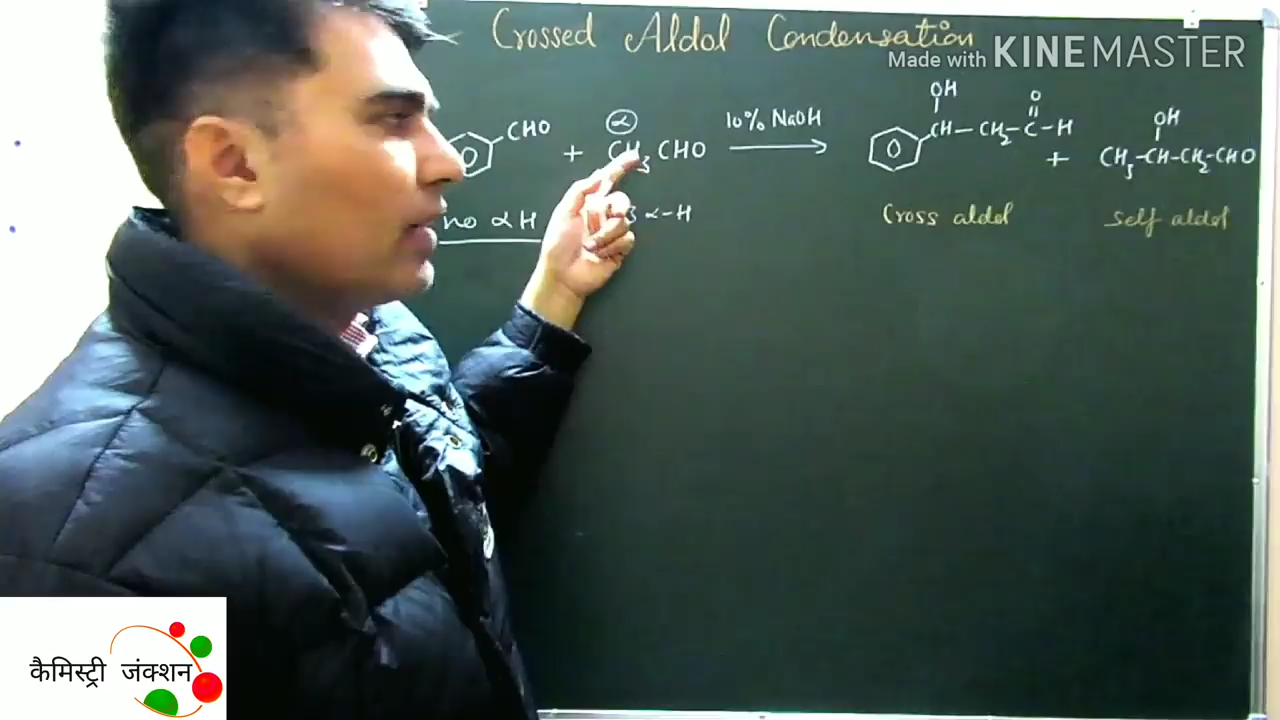 Crossed Aldol Condensation
Made with KINEMASTER
CHO + CH₃CHO 10% NaOH
α
OH
CH-CH₂-C-H
O
+
OH
CH₃-CH-CH₂-CHO
no αH
3 α-H
Cross aldol
Self aldol
कैमिस्ट्री जंक्शन